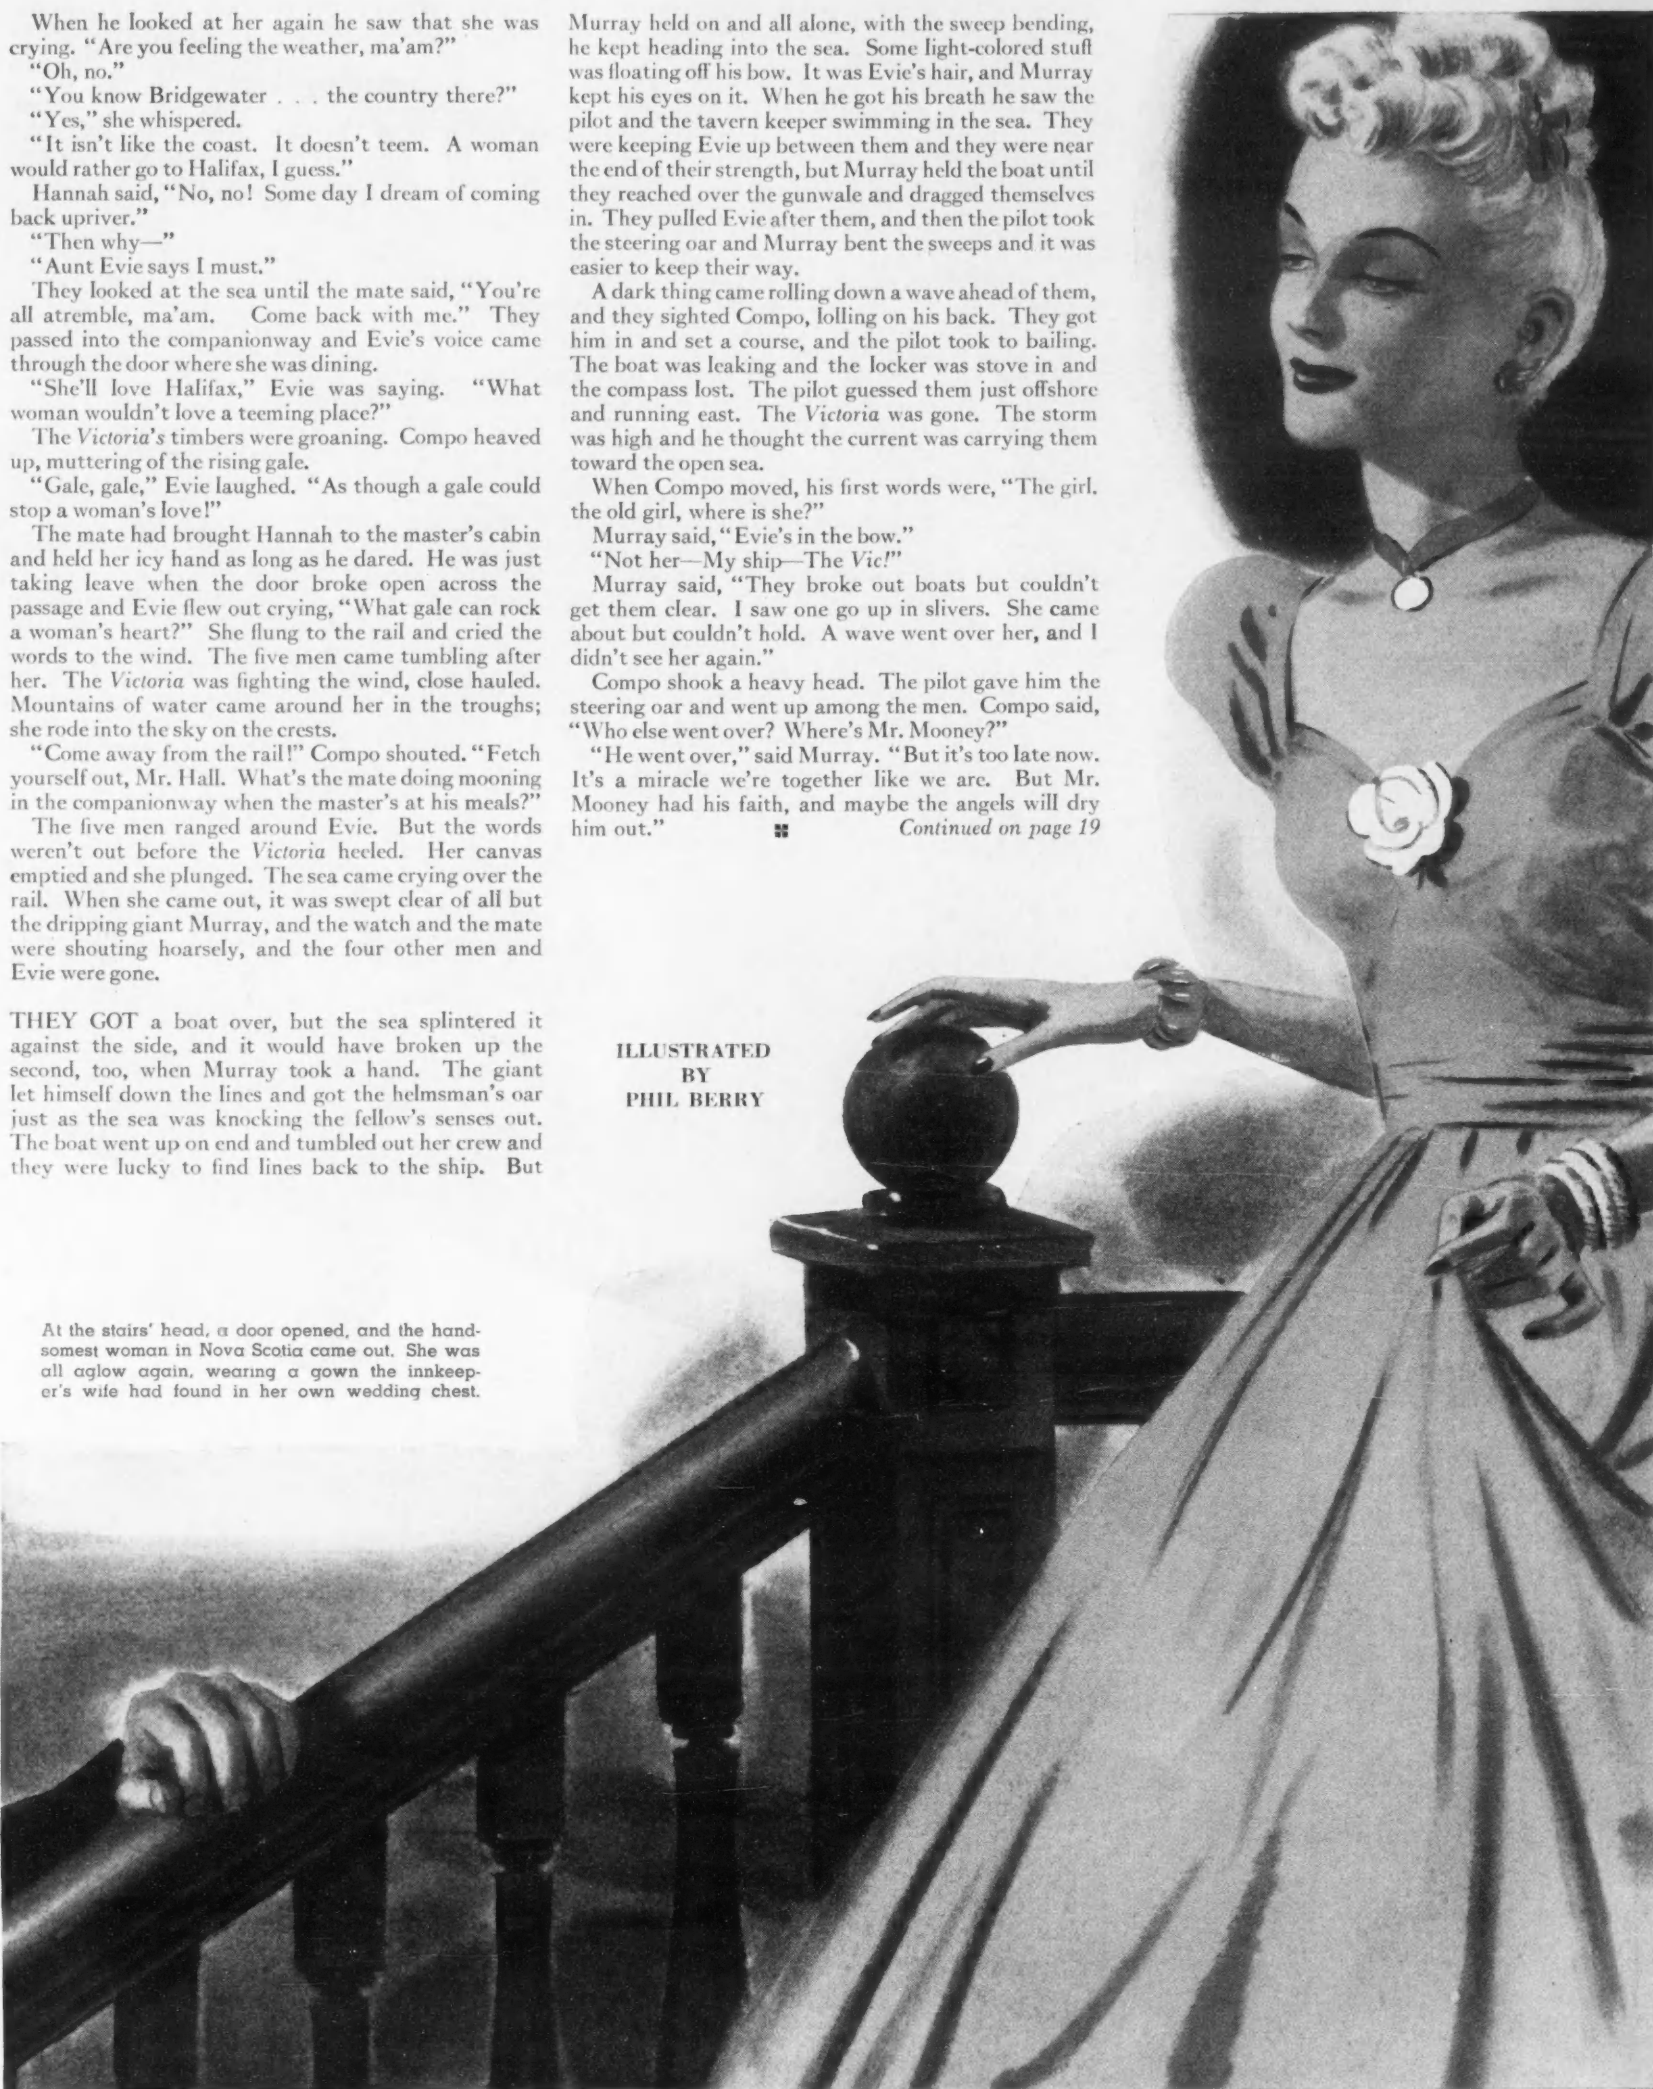 When he looked at her again he saw that she was
crying. “Are you feeling the weather, ma’am?”
“Oh, no.”
“You know Bridgewater . . . the country there?”
“Yes,” she whispered.
“It isn’t like the coast. It doesn’t teem. A woman
would rather go to Halifax, I guess.”
Hannah said, “No, no! Some day I dream of coming
back upriver.”
“Then why—”
“Aunt Evie says I must.”
They looked at the sea until the mate said, “You’re
all atremble, ma’am. Come back with me.” They
passed into the companionway and Evie’s voice came
through the door where she was dining.
“She’ll love Halifax,” Evie was saying. “What
woman wouldn’t love a teeming place?”
The Victoria’s timbers were groaning. Compo heaved
up, muttering of the rising gale.
“Gale, gale,” Evie laughed. “As though a gale could
stop a woman’s love!”
The mate had brought Hannah to the master’s cabin
and held her icy hand as long as he dared. He was just
taking leave when the door broke open across the
passage and Evie flew out crying, “What gale can rock
a woman’s heart?” She flung to the rail and cried the
words to the wind. The five men came tumbling after
her. The Victoria was fighting the wind, close hauled.
Mountains of water came around her in the troughs;
she rode into the sky on the crests.
“Come away from the rail!” Compo shouted. “Fetch
yourself out, Mr. Hall. What’s the mate doing mooning
in the companionway when the master’s at his meals?”
The five men ranged around Evie. But the words
weren’t out before the Victoria heeled. Her canvas
emptied and she plunged. The sea came crying over the
rail. When she came out, it was swept clear of all but
the dripping giant Murray, and the watch and the mate
were shouting hoarsely, and the four other men and
Evie were gone.
THEY GOT a boat over, but the sea splintered it
against the side, and it would have broken up the
second, too, when Murray took a hand. The giant
let himself down the lines and got the helmsman’s oar
just as the sea was knocking the fellow’s senses out.
The boat went up on end and tumbled out her crew and
they were lucky to find lines back to the ship. But
Murray held on and all alone, with the sweep bending,
he kept heading into the sea. Some light-colored stuff
was floating off his bow. It was Evie’s hair, and Murray
kept his eyes on it. When he got his breath he saw the
pilot and the tavern keeper swimming in the sea. They
were keeping Evie up between them and they were near
the end of their strength, but Murray held the boat until
they reached over the gunwale and dragged themselves
in. They pulled Evie after them, and then the pilot took
the steering oar and Murray bent the sweeps and it was
easier to keep their way.
A dark thing came rolling down a wave ahead of them,
and they sighted Compo, lolling on his back. They got
him in and set a course, and the pilot took to bailing.
The boat was leaking and the locker was stove in and
the compass lost. The pilot guessed them just offshore
and running east. The Victoria was gone. The storm
was high and he thought the current was carrying them
toward the open sea.
When Compo moved, his first words were, “The girl.
the old girl, where is she?”
Murray said, “Evie’s in the bow.”
“Not her—My ship—The Vic!”
Murray said, “They broke out boats but couldn’t
get them clear. I saw one go up in slivers. She came
about but couldn’t hold. A wave went over her, and I
didn’t see her again.”
Compo shook a heavy head. The pilot gave him the
steering oar and went up among the men. Compo said,
“Who else went over? Where’s Mr. Mooney?”
“He went over,” said Murray. “But it’s too late now.
It’s a miracle we’re together like we are. But Mr.
Mooney had his faith, and maybe the angels will dry
him out.” Continued on page 19
ILLUSTRATED
BY
PHIL BERRY
At the stairs’ head, a door opened, and the hand-
somest woman in Nova Scotia came out. She was
all aglow again, wearing a gown the innkeep-
er’s wife had found in her own wedding chest.